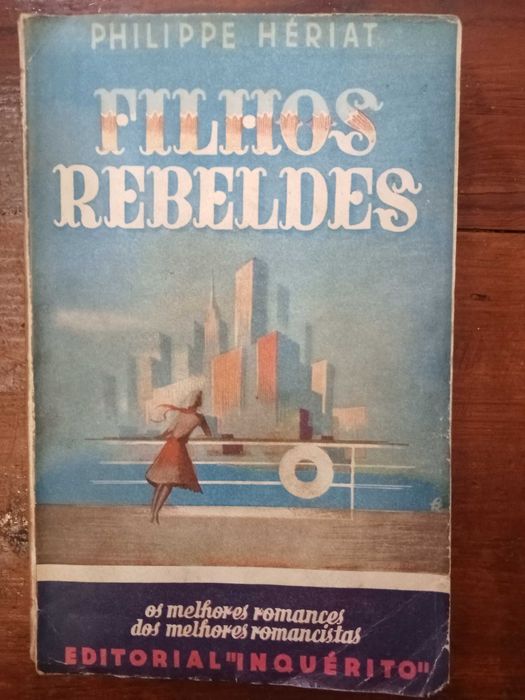 PHILIPPE HÉRIAT
FILHOS
REBELDES
os melhores romances
dos melhores romancistas
EDITORIAL "INQUÉRITO"